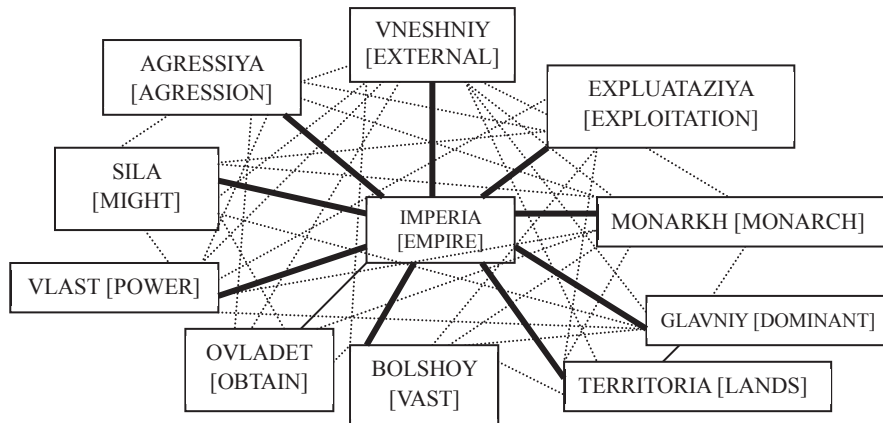 VNESHNIY
[EXTERNAL]
AGRESSIYA
[AGRESSION]
EXPLUATAZIYA
[EXPLOITATION]
SILA
[MIGHT]
IMPERIA
[EMPIRE]
MONARKH [MONARCH]
VLAST [POWER]
GLAVNIY [DOMINANT]
OVLADET
[OBTAIN]
BOLSHOY
[VAST]
TERRITORIA [LANDS]